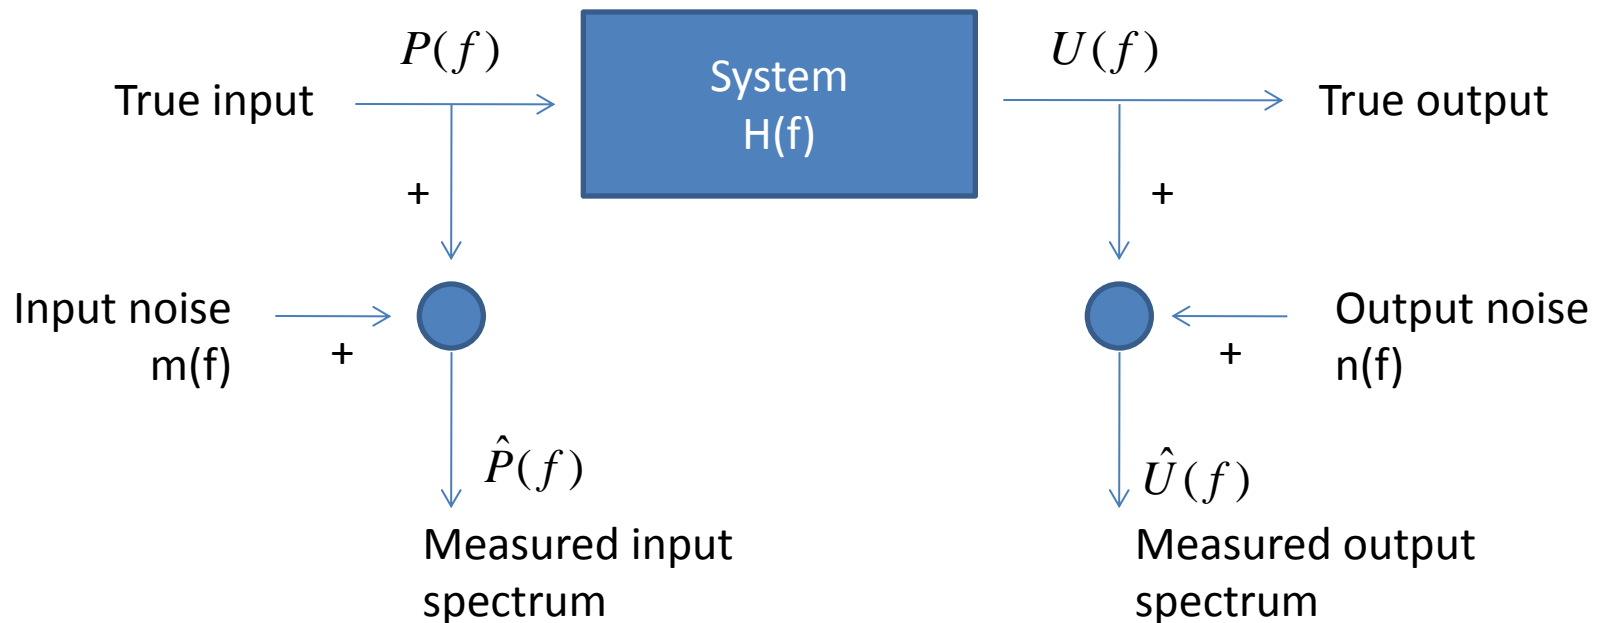 P(f)
U(f)
True input
System
H(f)
True output
+
+
Input noise
m(f)
+
Output noise
n(f)
+
P̂(f)
Û(f)
Measured input
spectrum
Measured output
spectrum